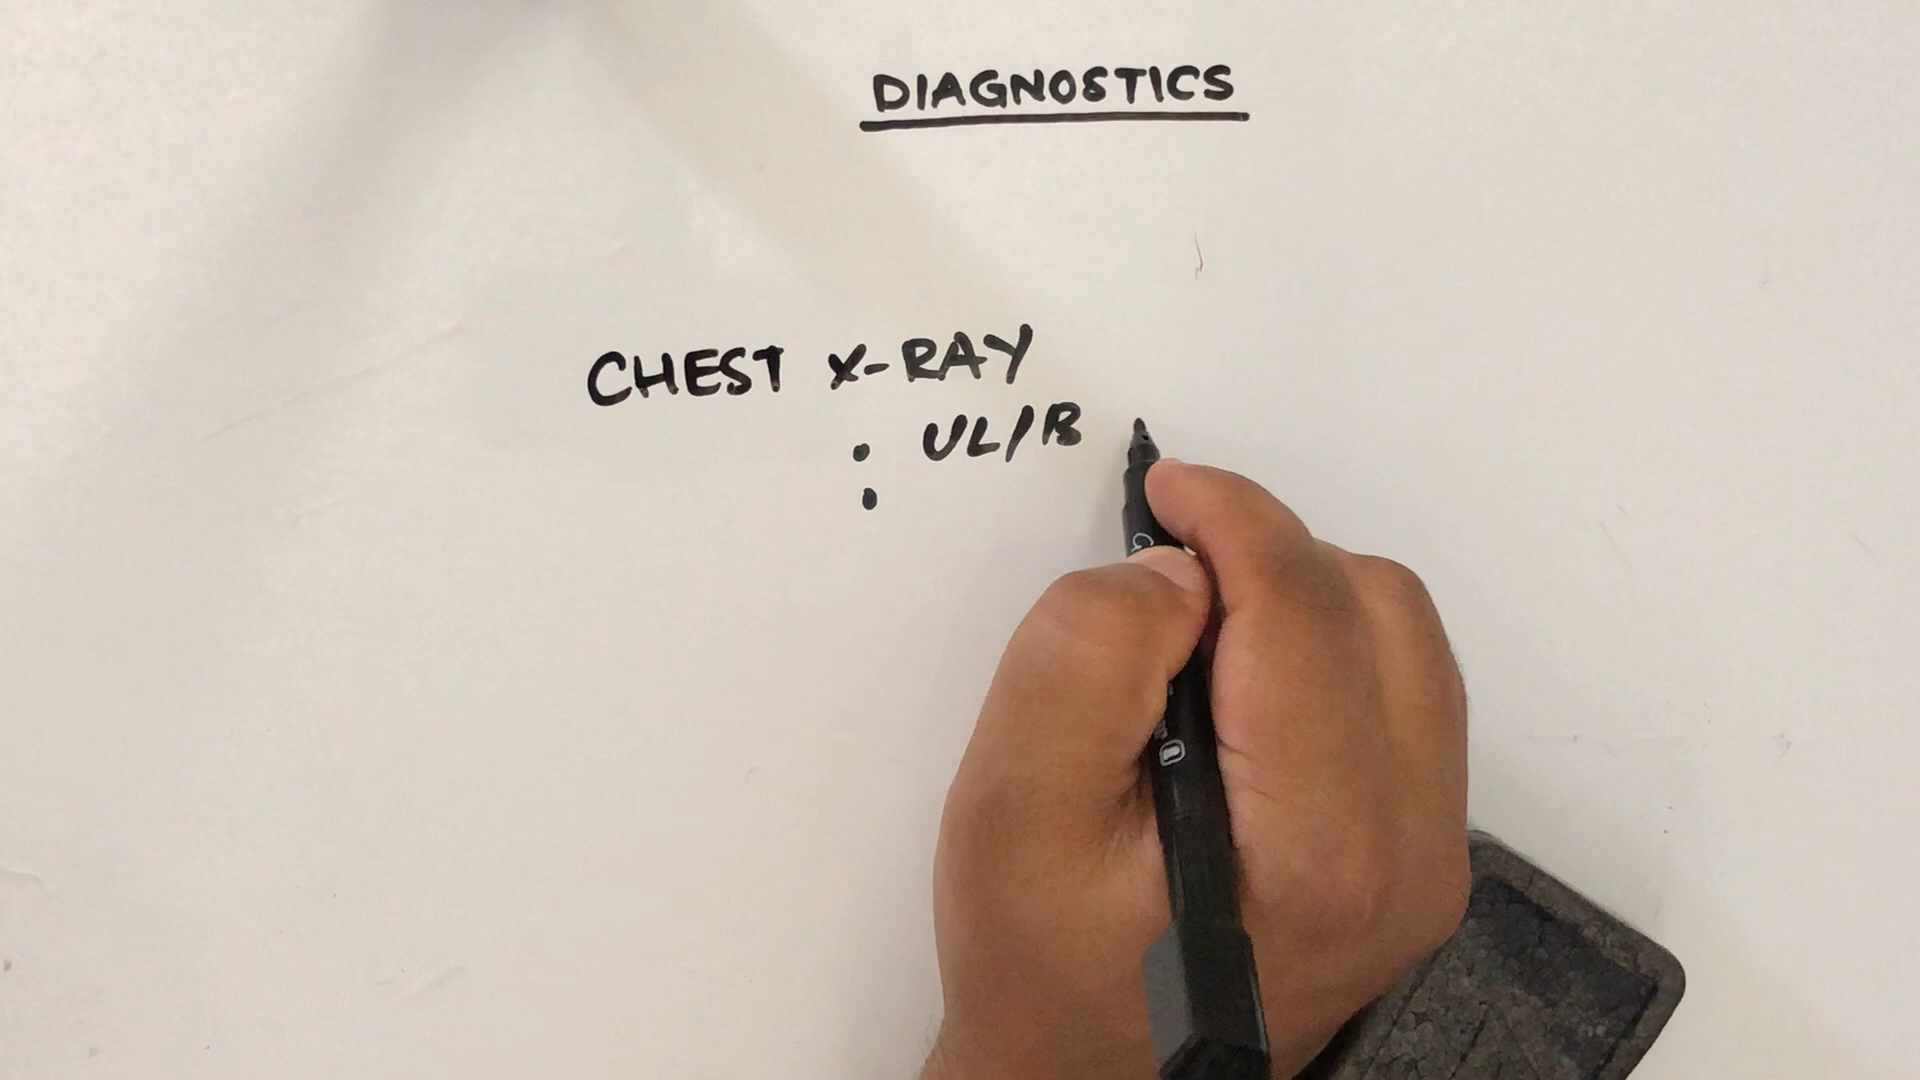 DIAGNOSTICS
CHEST X-RAY
• UL/B
•